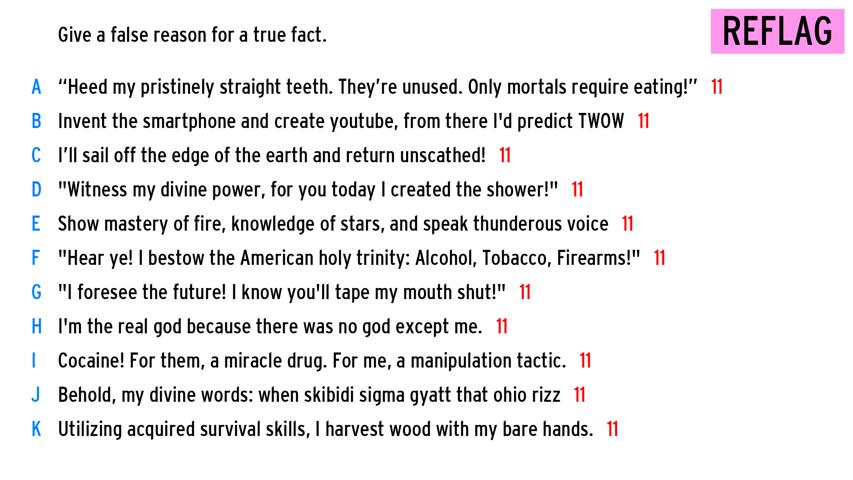 Give a false reason for a true fact.
REFLAG
A “Heed my pristinely straight teeth. They’re unused. Only mortals require eating!” 11
B Invent the smartphone and create youtube, from there I'd predict TWOW 11
C I’ll sail off the edge of the earth and return unscathed! 11
D "Witness my divine power, for you today I created the shower!" 11
E Show mastery of fire, knowledge of stars, and speak thunderous voice 11
F "Hear ye! I bestow the American holy trinity: Alcohol, Tobacco, Firearms!" 11
G "I foresee the future! I know you'll tape my mouth shut!" 11
H I'm the real god because there was no god except me. 11
I Cocaine! For them, a miracle drug. For me, a manipulation tactic. 11
J Behold, my divine words: when skibidi sigma gyatt that ohio rizz 11
K Utilizing acquired survival skills, I harvest wood with my bare hands. 11